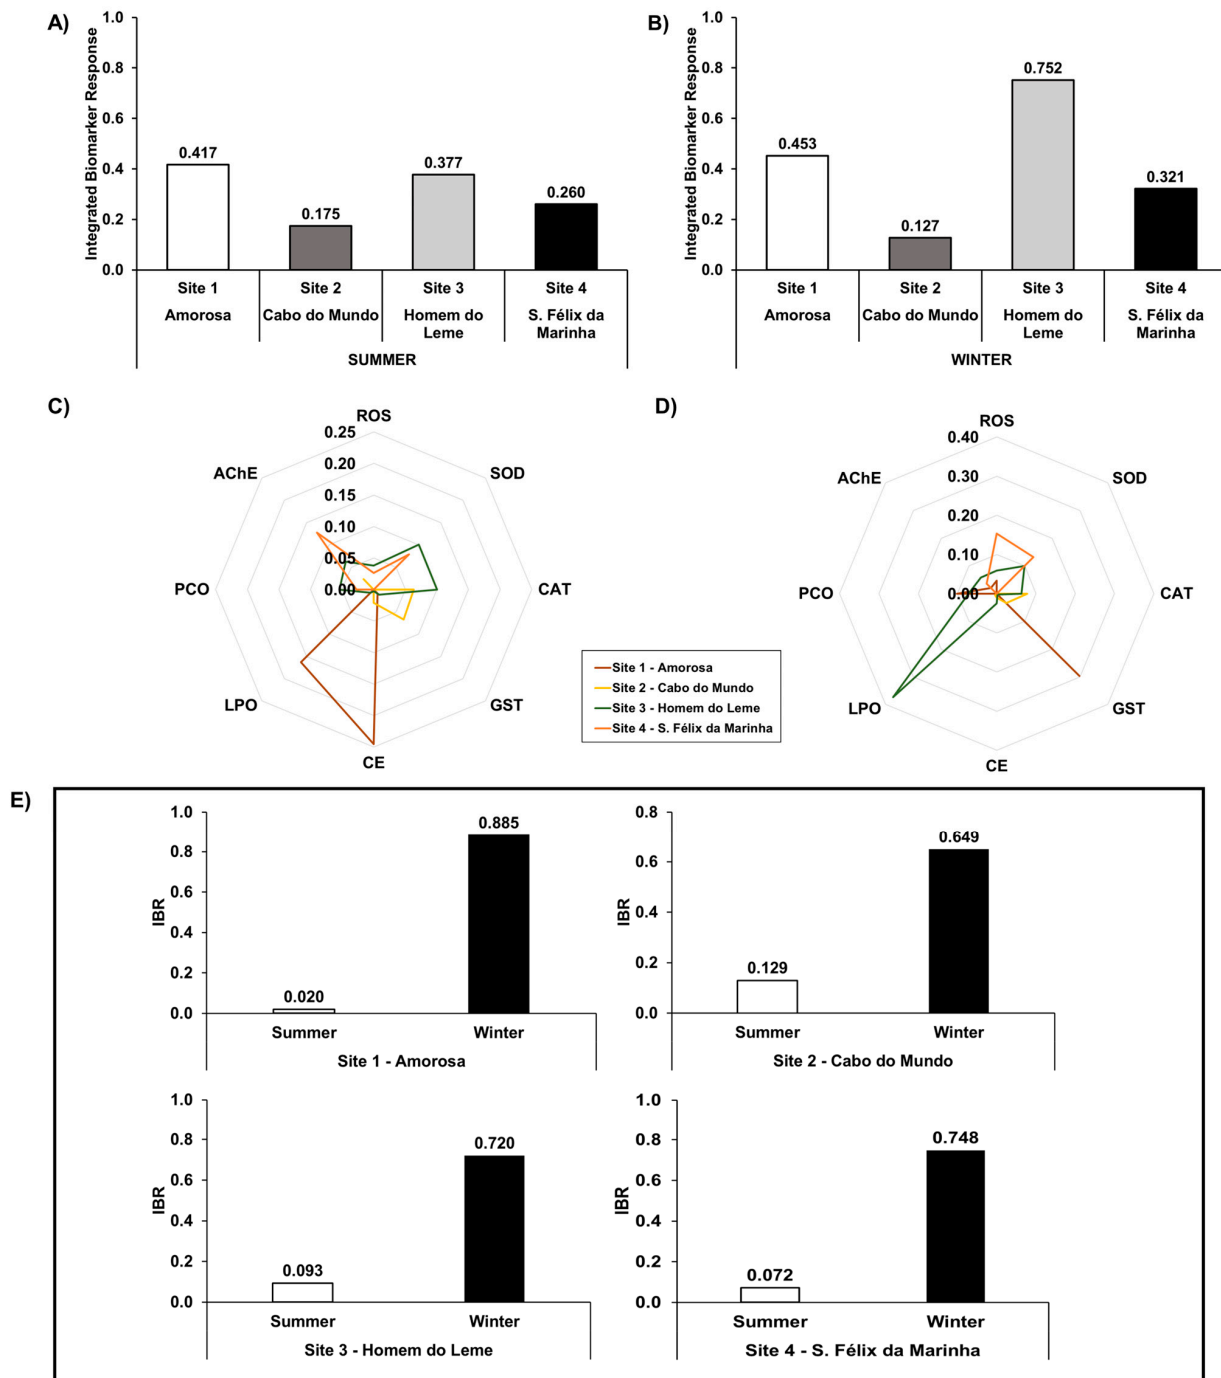 A)
Integrated Biomarker Response
1.0
0.8
0.6
0.4
0.2
0.0
0.417
0.175
0.377
0.260
Site 1
Site 2
Site 3
Site 4
Amorosa
Cabo do Mundo
Homem do
Leme
S. Félix da
Marinha
SUMMER
B)
Integrated Biomarker Response
1.0
0.8
0.6
0.4
0.2
0.0
0.453
0.127
0.752
0.321
Site 1
Site 2
Site 3
Site 4
Amorosa
Cabo do Mundo
Homem do
Leme
S. Félix da
Marinha
WINTER
C)
ROS
SOD
CAT
GST
CE
LPO
PCO
AChE
0.25
0.20
0.15
0.10
0.05
0.00
D)
ROS
SOD
CAT
GST
CE
LPO
PCO
AChE
0.40
0.30
0.20
0.10
0.00
Site 1 - Amorosa
Site 2 - Cabo do Mundo
Site 3 - Homem do Leme
Site 4 - S. Félix da Marinha
E)
IBR
1.0
0.8
0.6
0.4
0.2
0.0
0.020
0.885
Summer
Winter
Site 1 - Amorosa
IBR
0.8
0.6
0.4
0.2
0.0
0.129
0.649
Summer
Winter
Site 2 - Cabo do Mundo
IBR
1.0
0.8
0.6
0.4
0.2
0.0
0.093
0.720
Summer
Winter
Site 3 - Homem do Leme
IBR
1.0
0.8
0.6
0.4
0.2
0.0
0.072
0.748
Summer
Winter
Site 4 - S. Félix da Marinha